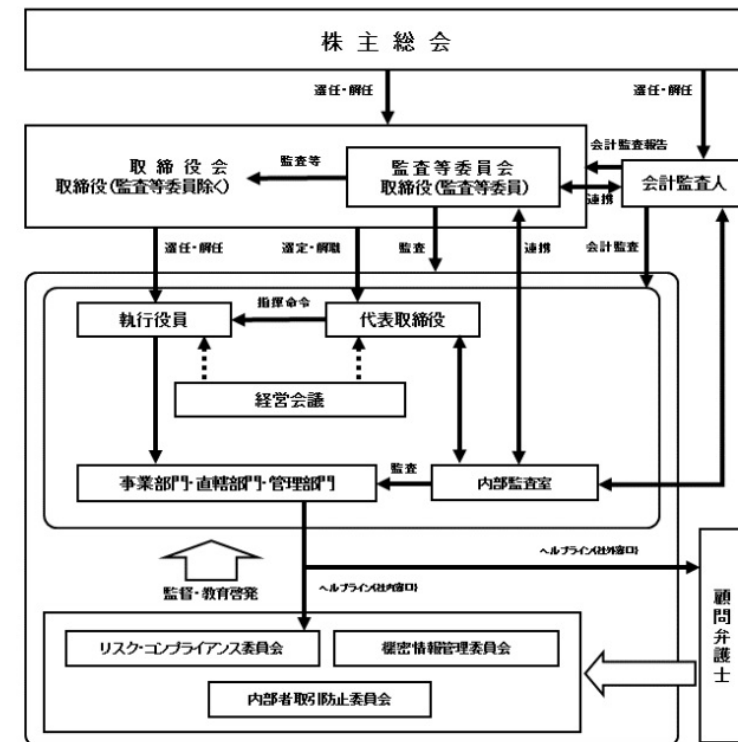 株主総会
選任・解任
選任・解任
取締役会
取締役(監査等委員除く)
監査等
監査等委員会
取締役(監査等委員)
会計監査報告
連携
会計監査人
選任・解任
選定・解職
監査
連携
会計監査
執行役員
指揮命令
代表取締役
経営会議
事業部門・直轄部門・管理部門
監査
内部監査室
監督・教育啓発
ヘルプライン(社内窓口)
ヘルプライン(社外窓口)
顧問弁護士
リスク・コンプライアンス委員会
機密情報管理委員会
内部者取引防止委員会